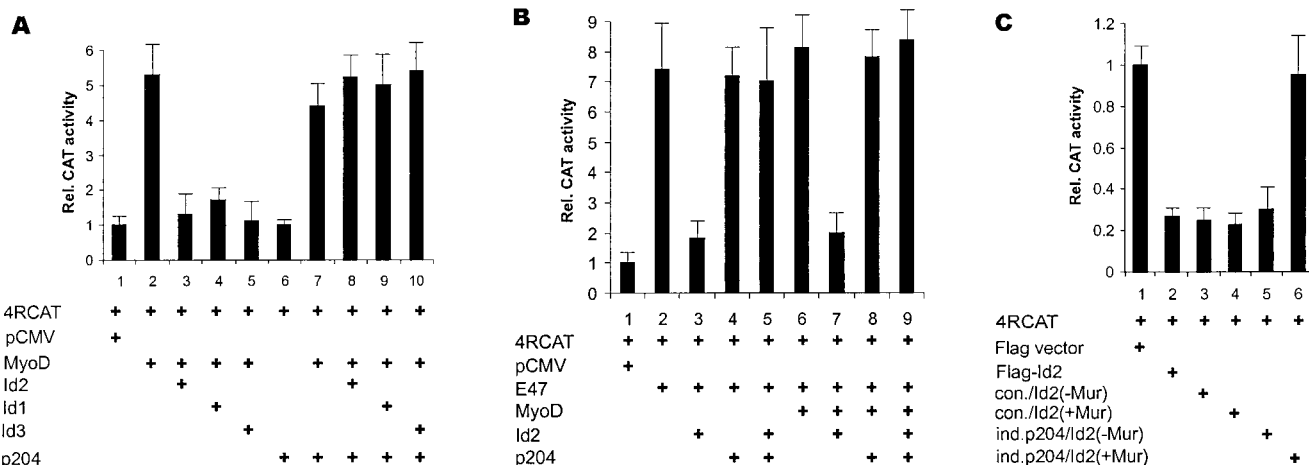 A
Rel. CAT activity
6
5
4
3
2
1
0
1 2 3 4 5 6 7 8 9 10
4RCAT + + + + + + + + + +
pCMV +
MyoD + + + + + + + +
Id2 + +
Id1 + +
Id3 + +
p204 + + + + +
B
Rel. CAT activity
9
8
7
6
5
4
3
2
1
0
1 2 3 4 5 6 7 8 9
4RCAT + + + + + + + + +
pCMV +
E47 + + + + + + + +
MyoD + + + +
Id2 + + + +
p204 + + + +
C
Rel. CAT activity
1.2
1
0.8
0.6
0.4
0.2
0
1 2 3 4 5 6
4RCAT + + + + + +
Flag vector +
Flag-Id2 +
con./Id2(-Mur) +
con./Id2(+Mur) +
ind.p204/Id2(-Mur) +
ind.p204/Id2(+Mur) +